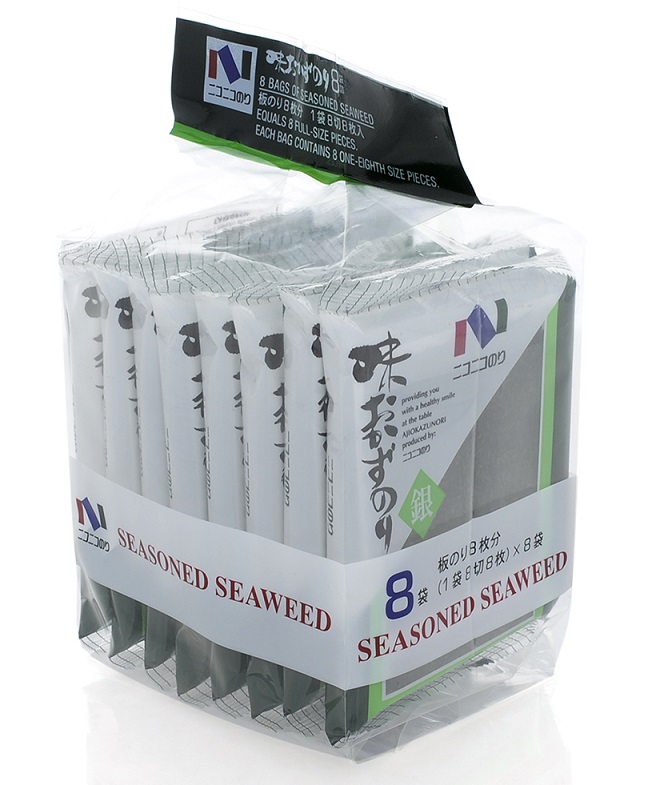 味おかずのり8袋
8 BAGS OF SEASONED SEAWEED
板のり8枚分 1袋8切8枚入
EQUALS 8 FULL-SIZE PIECES.
EACH BAG CONTAINS 8 ONE-EIGHTH SIZE PIECES.
ニコニコのり
ニコニコのり
味おかずのり
providing you
with a healthy smile
at the table
AJIOKAZUNORI
produced by:
ニコニコのり
銀
ニコニコのり
SEASONED SEAWEED
8袋
板のり8枚分
(1袋8切8枚)×8袋
SEASONED SEAWEED